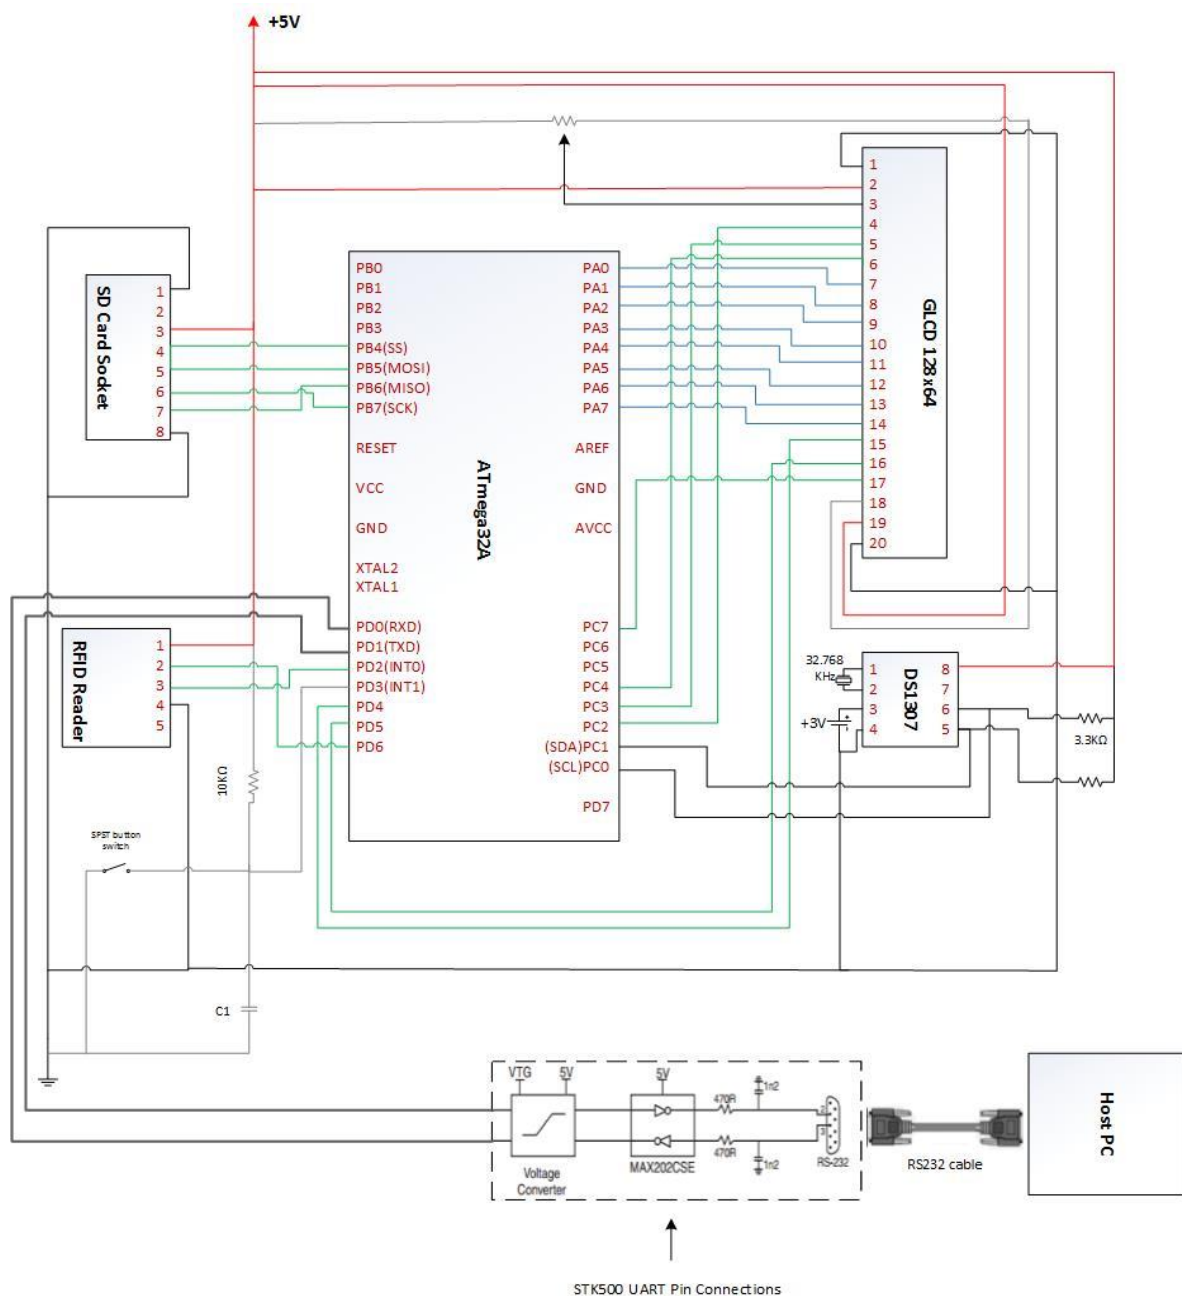 +5V
SD Card Socket
1
2
3
4
5
6
7
8
PB0
PB1
PB2
PB3
PB4(SS)
PB5(MOSI)
PB6(MISO)
PB7(SCK)
RESET
VCC
GND
XTAL2
XTAL1
PD0(RXD)
PD1(TXD)
PD2(INT0)
PD3(INT1)
PD4
PD5
PD6
ATmega32A
PA0
PA1
PA2
PA3
PA4
PA5
PA6
PA7
AREF
GND
AVCC
PC7
PC6
PC5
PC4
PC3
PC2
(SDA)PC1
(SCL)PC0
PD7
1
2
3
4
5
6
7
8
9
10
11
12
13
14
15
16
17
18
19
20
GLCD 128x64
RFID Reader
1
2
3
4
5
32.768
KHz
+3V
1
2
3
4
DS1307
8
7
6
5
3.3KΩ
10KΩ
SPST button
switch
C1
VTG
5V
Voltage
Converter
5V
MAX202CSE
470R
470R
1n2
1n2
2
3
RS-232
RS232 cable
Host PC
STK500 UART Pin Connections